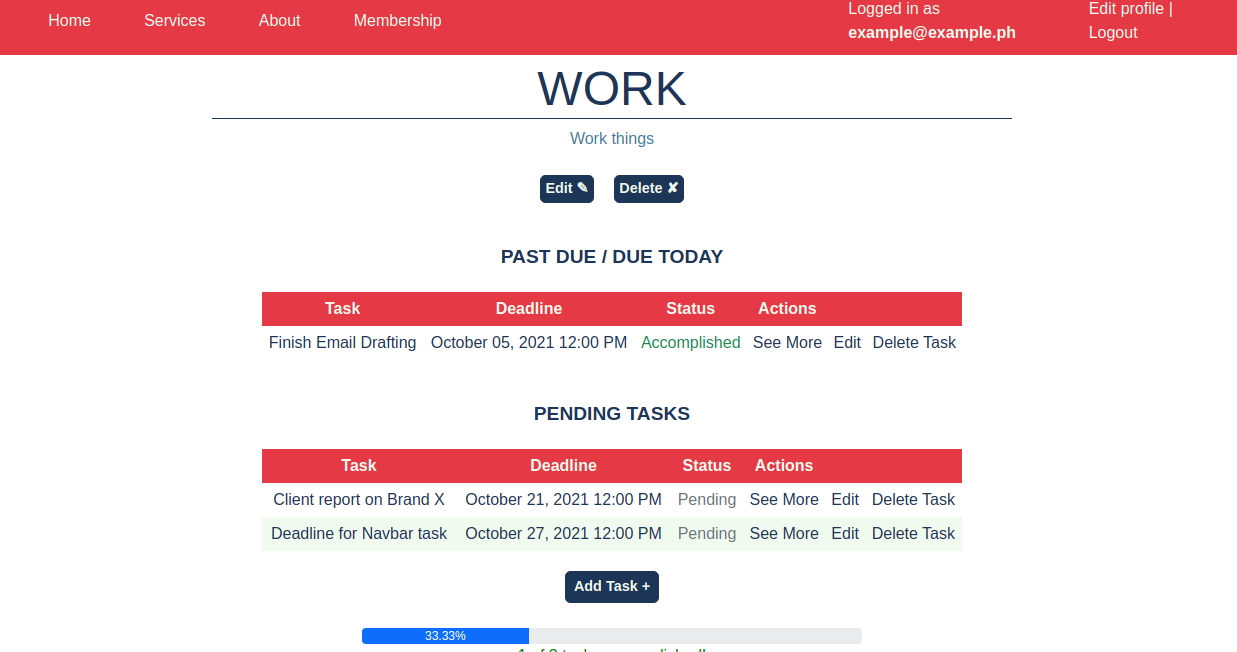 Home Services About Membership Logged in as Edit profile |
example@example.ph Logout
WORK
Work things
Edit ✎ Delete ✘
PAST DUE / DUE TODAY
Task Deadline Status Actions
Finish Email Drafting October 05, 2021 12:00 PM Accomplished See More Edit Delete Task
PENDING TASKS
Task Deadline Status Actions
Client report on Brand X October 21, 2021 12:00 PM Pending See More Edit Delete Task
Deadline for Navbar task October 27, 2021 12:00 PM Pending See More Edit Delete Task
Add Task +
33.33%